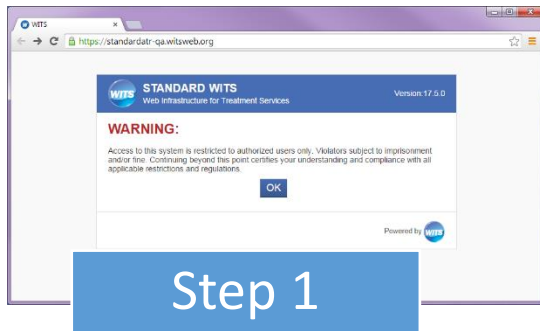 WITS
https://standardatr-qa.witsweb.org
WITS
STANDARD WITS
Web Infrastructure for Treatment Services
Version:17.5.0
WARNING:
Access to this system is restricted to authorized users only. Violators subject to imprisonment
and/or fine. Continuing beyond this point certifies your understanding and compliance with all
applicable restrictions and regulations.
OK
Powered by WITS
Step 1